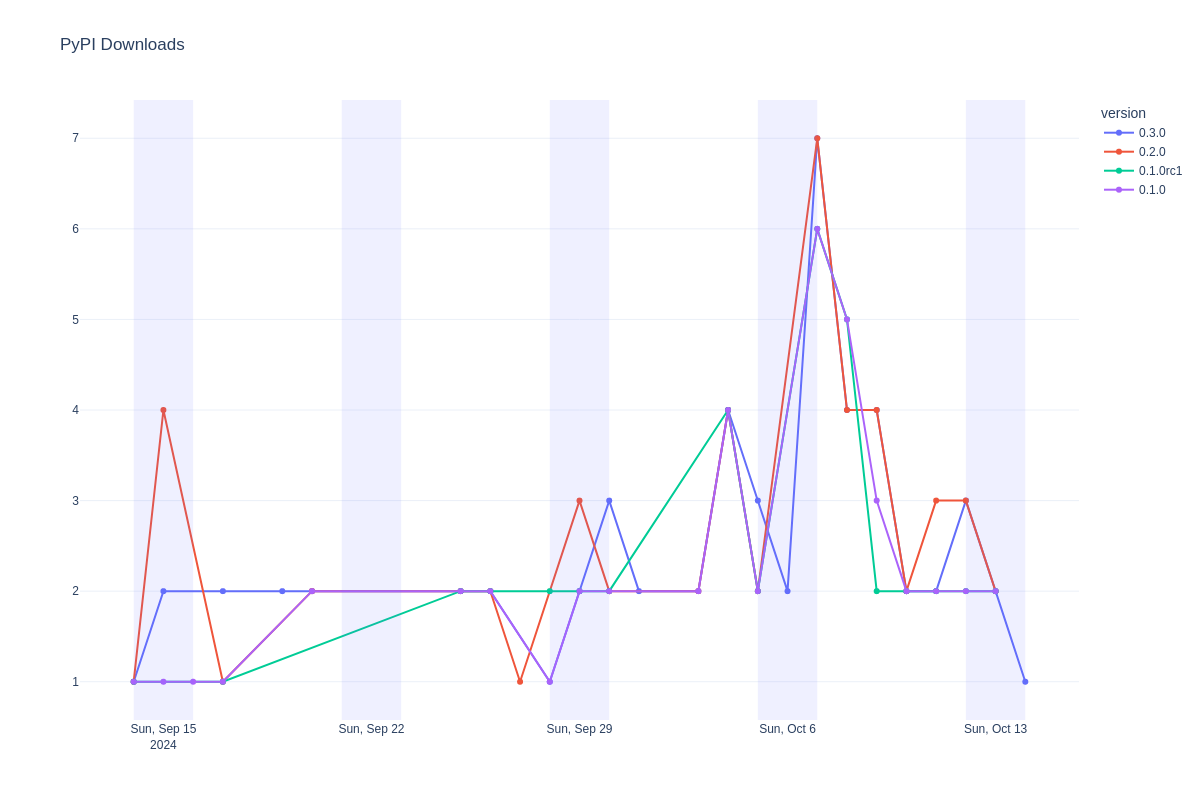 PyPI Downloads
version
0.3.0
0.2.0
0.1.0rc1
0.1.0
7
6
5
4
3
2
1
Sun, Sep 15
2024
Sun, Sep 22
Sun, Sep 29
Sun, Oct 6
Sun, Oct 13